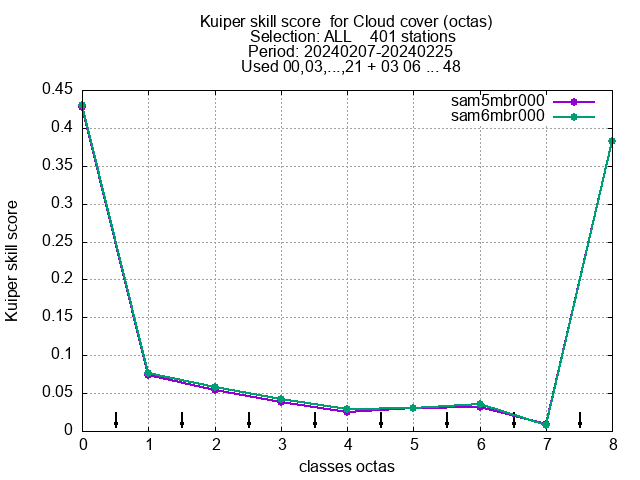 Kuiper skill score  for Cloud cover (octas)
Selection: ALL    401 stations
Period: 20240207-20240225
Used 00,03,...,21 + 03 06 ... 48
sam5mbr000
sam6mbr000
0.45
0.4
0.35
0.3
0.25
0.2
0.15
0.1
0.05
0
Kuiper skill score
0 1 2 3 4 5 6 7 8
classes octas